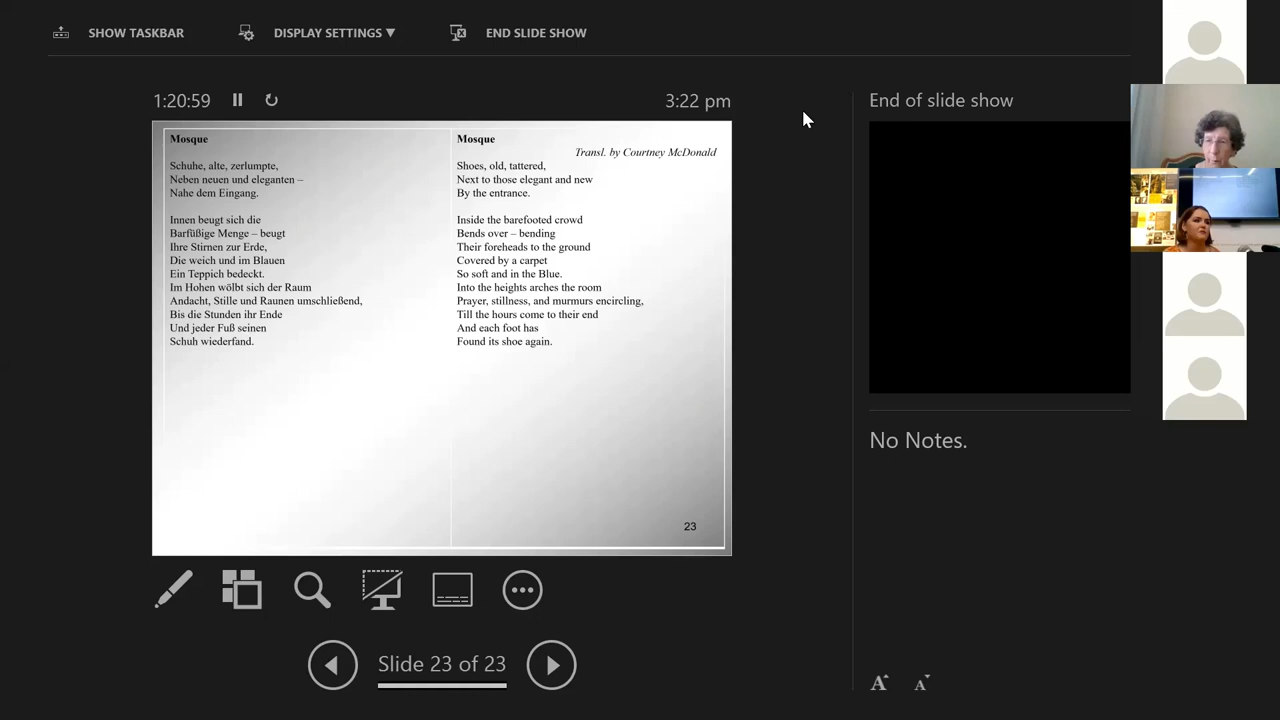 SHOW TASKBAR
DISPLAY SETTINGS ▼
END SLIDE SHOW
1:20:59
3:22 pm
Mosque
Schuhe, alte, zerlumpte,
Neben neuen und eleganten –
Nahe dem Eingang.
Innen beugt sich die
Barfüßige Menge – beugt
Ihre Stirnen zur Erde,
Die weich und im Blauen
Ein Teppich bedeckt.
Im Hohen wölbt sich der Raum
Andacht, Stille und Raunen umschließend,
Bis die Stunden ihr Ende
Und jeder Fuß seinen
Schuh wiederfand.
Mosque
Transl. by Courtney McDonald
Shoes, old, tattered,
Next to those elegant and new
By the entrance.
Inside the barefooted crowd
Bends over – bending
Their foreheads to the ground
Covered by a carpet
So soft and in the Blue.
Into the heights arches the room
Prayer, stillness, and murmurs encircling,
Till the hours come to their end
And each foot has
Found its shoe again.
23
Slide 23 of 23
End of slide show
No Notes.
A A